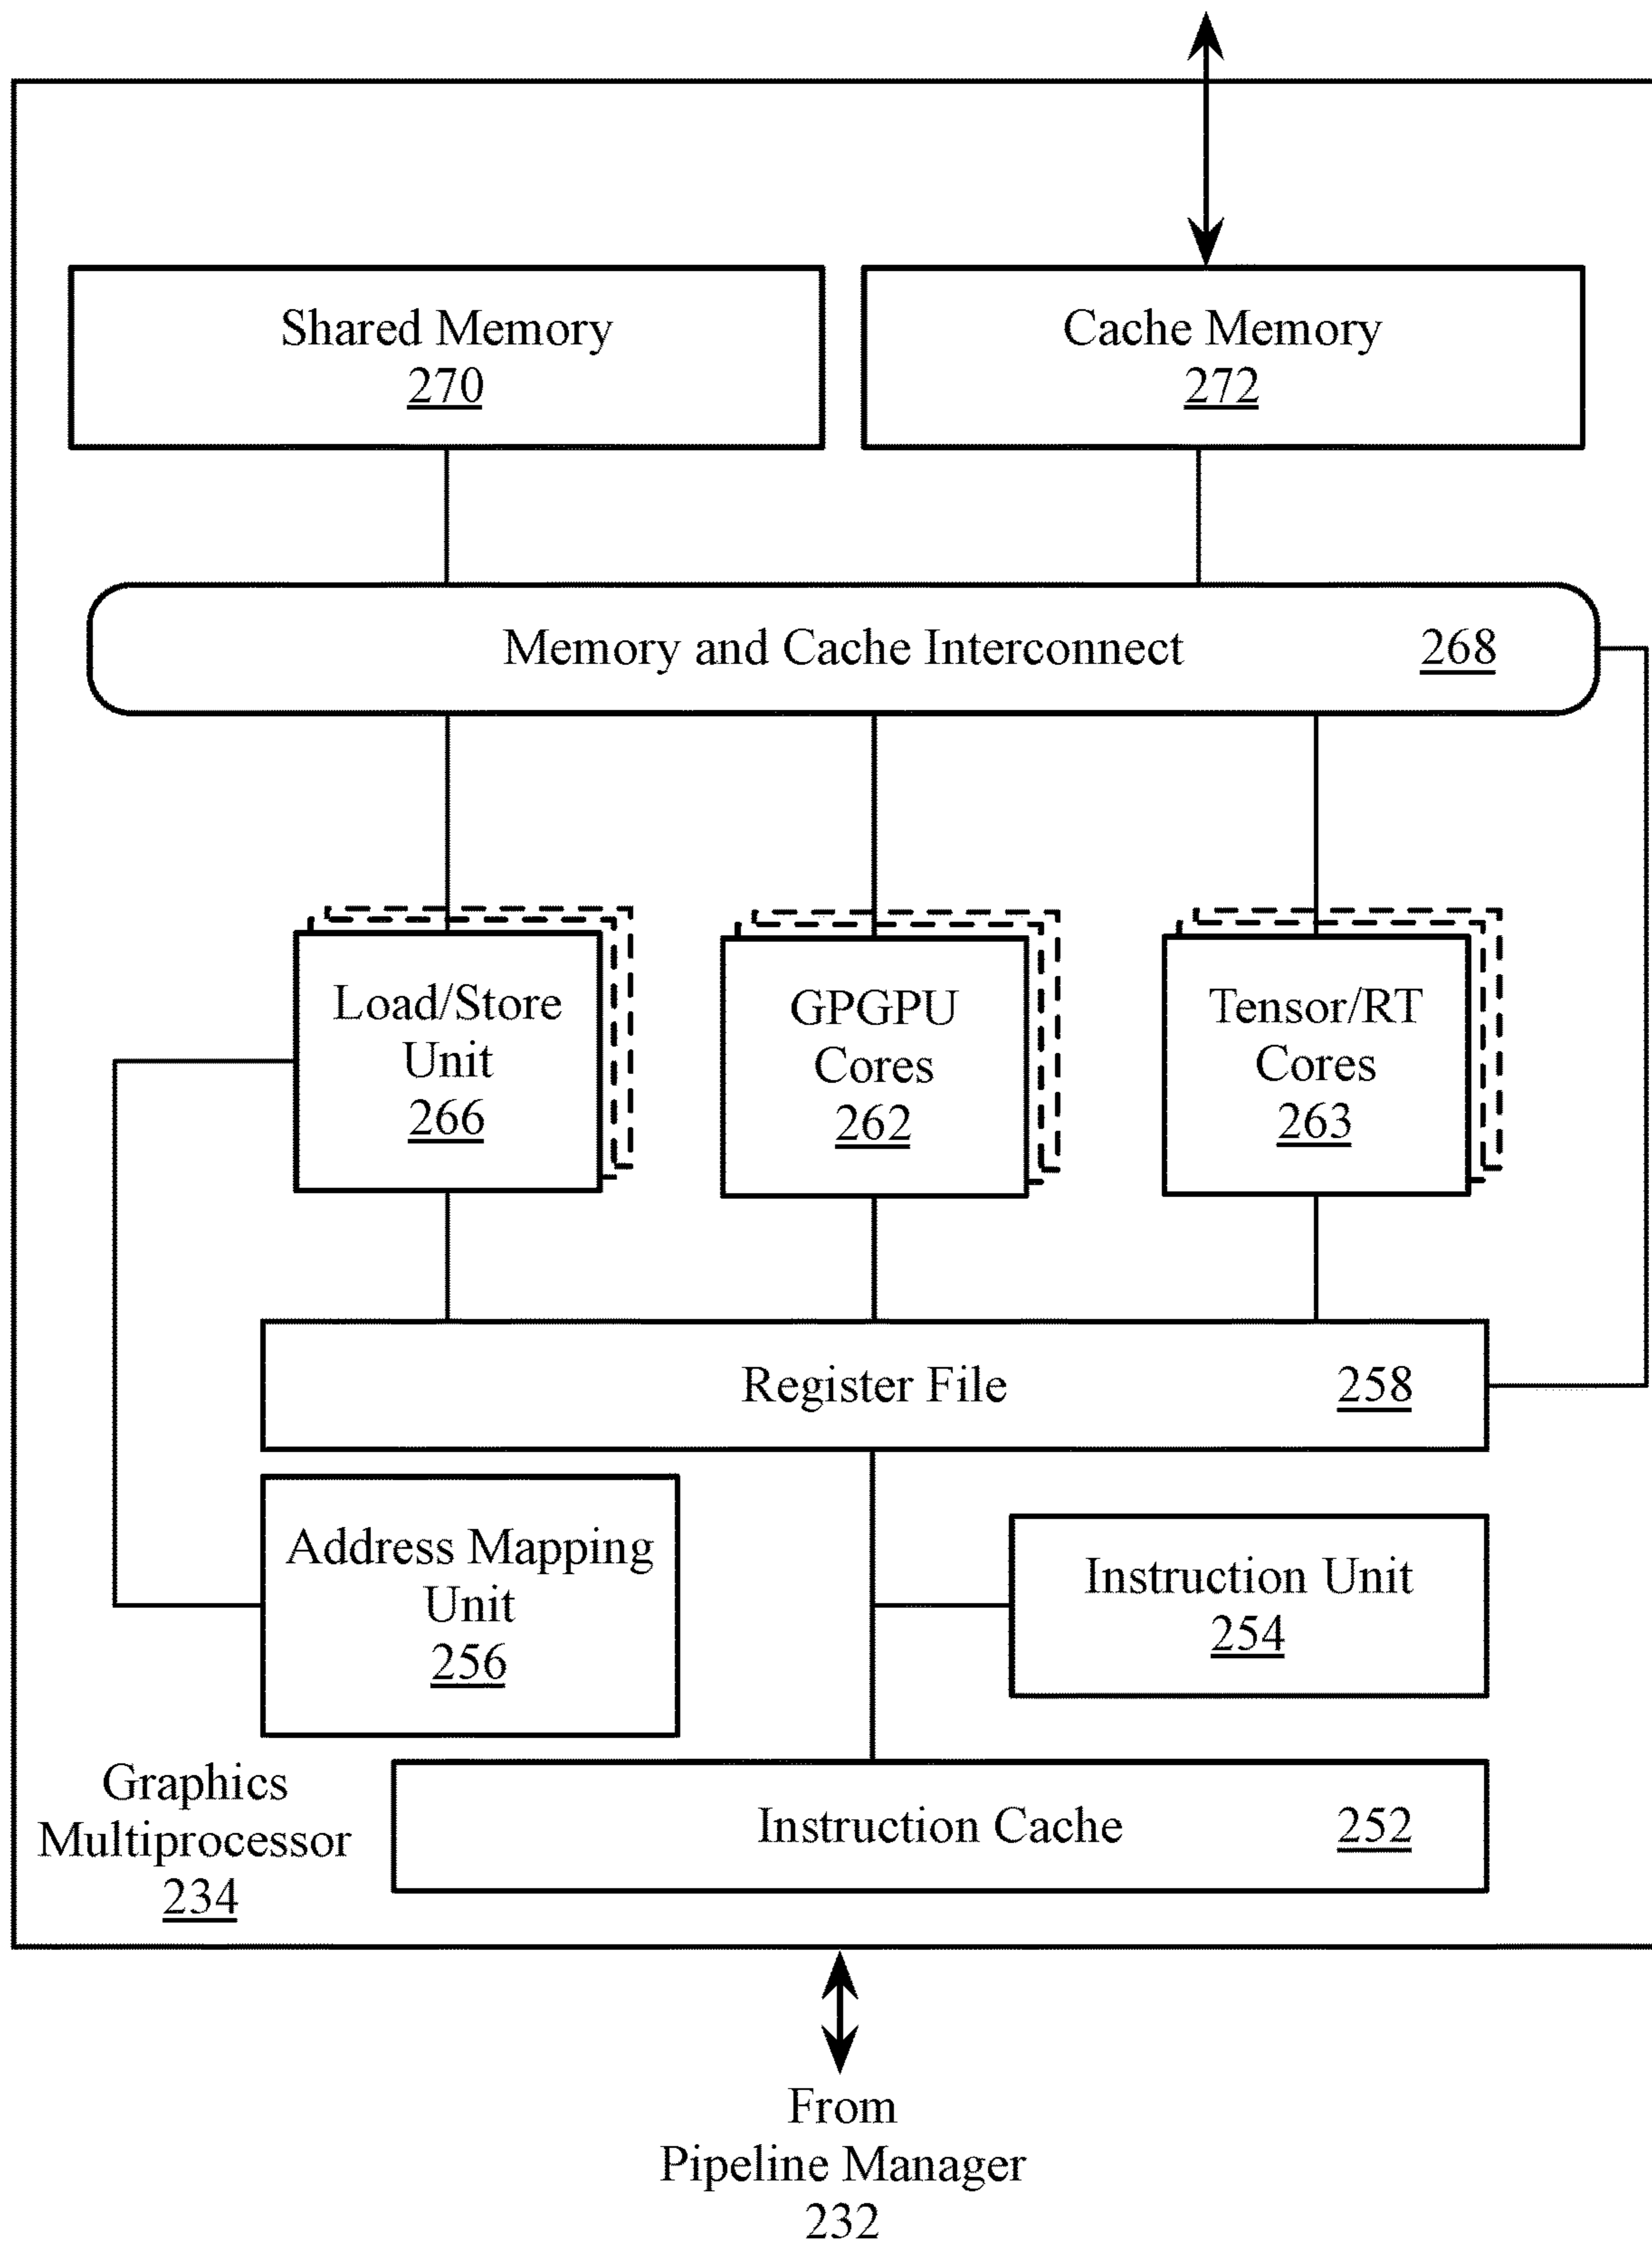 Shared Memory
270
Cache Memory
272
Memory and Cache Interconnect 268
Load/Store
Unit
266
GPGPU
Cores
262
Tensor/RT
Cores
263
Register File 258
Address Mapping
Unit
256
Instruction Unit
254
Graphics
Multiprocessor
234
Instruction Cache 252
From
Pipeline Manager
232